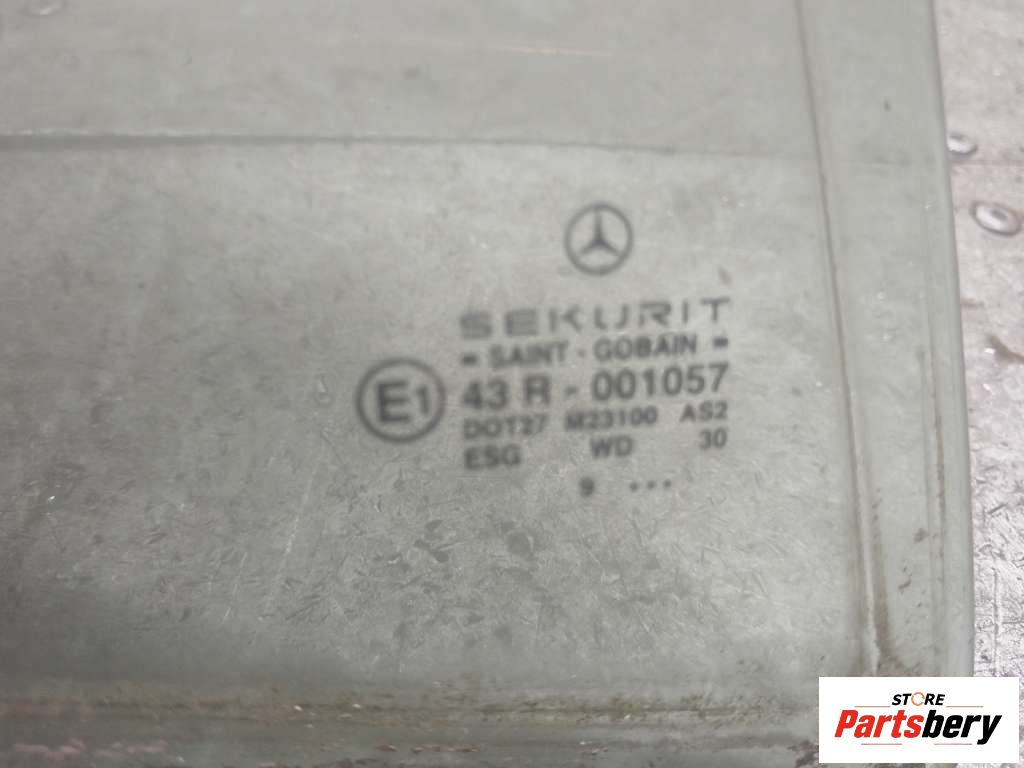 SEKURIT
= SAINT - GOBAIN =
E1
43 R - 001057
DOT27 M23100 AS2
ESG WD 30
9 ...
STORE
Partsbery